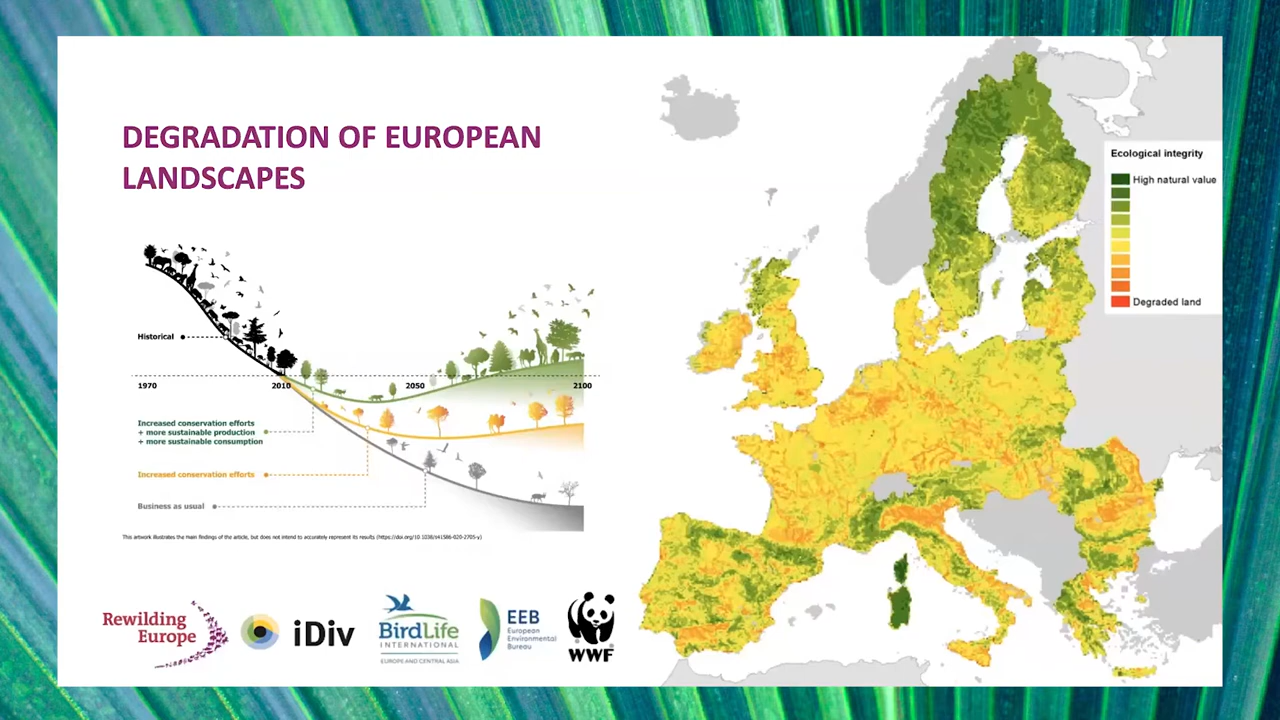 DEGRADATION OF EUROPEAN
LANDSCAPES
Historical
1970
2010
2050
2100
Increased conservation efforts
+ more sustainable production
+ more sustainable consumption
Increased conservation efforts
Business as usual
This artwork illustrates the main findings of the article, but does not intend to accurately represent its results (https://doi.org/10.1038/s41586-020-2705-y)
Rewilding
Europe
iDiv
BirdLife
INTERNATIONAL
EUROPE AND CENTRAL ASIA
EEB
European
Environmental
Bureau
WWF
Ecological integrity
High natural value
Degraded land